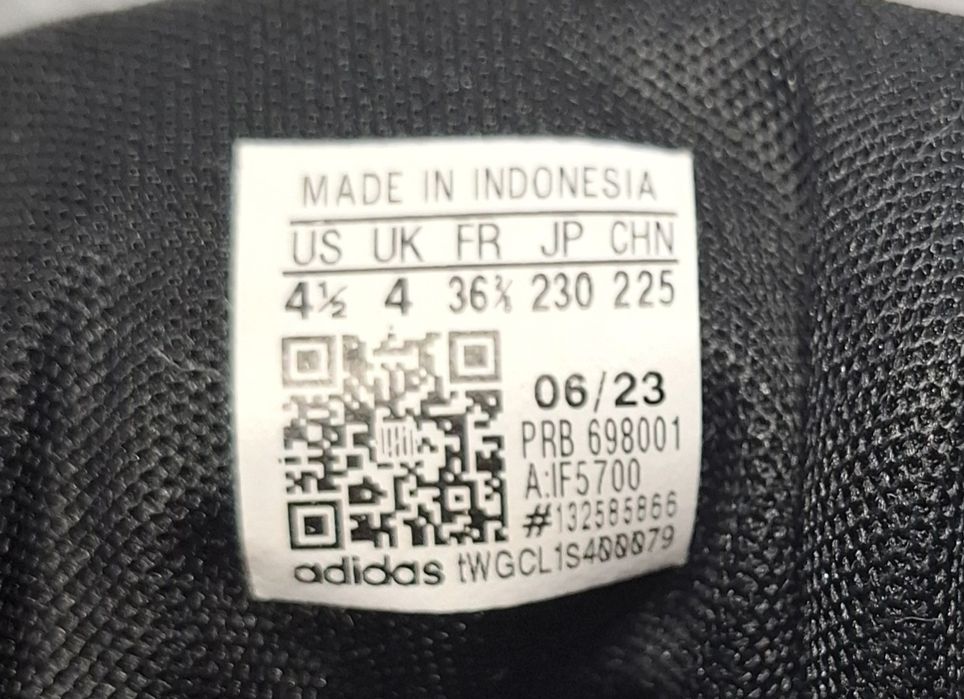 MADE IN INDONESIA
US UK FR JP CHN
4½ 4 36⅔ 230 225
06/23
PRB 698001
A:IF5700
#132585866
adidas tWGCL1S400079